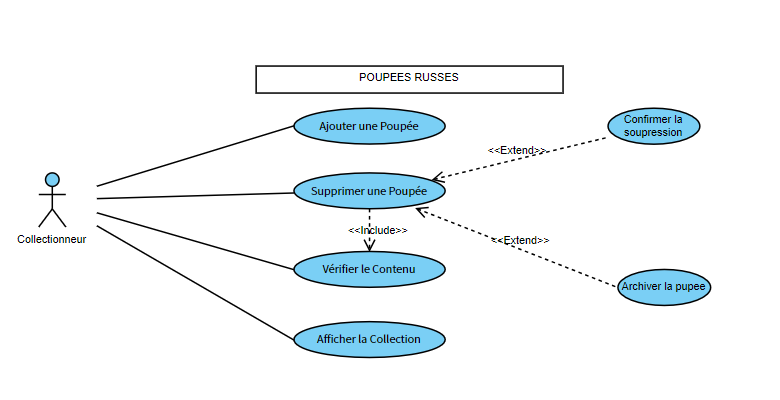 POUPEES RUSSES
Ajouter une Poupée
Confirmer la
soupression
<<Extend>>
Supprimer une Poupée
Collectionneur
<<Include>>
<<Extend>>
Vérifier le Contenu
Archiver la pupee
Afficher la Collection